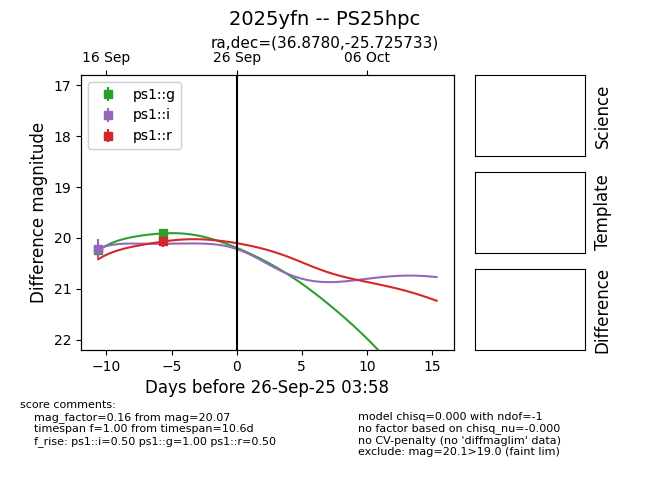 2025yfn -- PS25hpc
ra,dec=(36.8780,-25.725733)
16 Sep 26 Sep 06 Oct
ps1::g
ps1::i
ps1::r
17
18
19
20
21
22
Difference magnitude
−10 −5 0 5 10 15
Days before 26-Sep-25 03:58
Science
Template
Difference
score comments:
mag_factor=0.16 from mag=20.07
timespan f=1.00 from timespan=10.6d
f_rise: ps1::i=0.50 ps1::g=1.00 ps1::r=0.50
model chisq=0.000 with ndof=-1
no factor based on chisq_nu=-0.000
no CV-penalty (no 'diffmaglim' data)
exclude: mag=20.1>19.0 (faint lim)